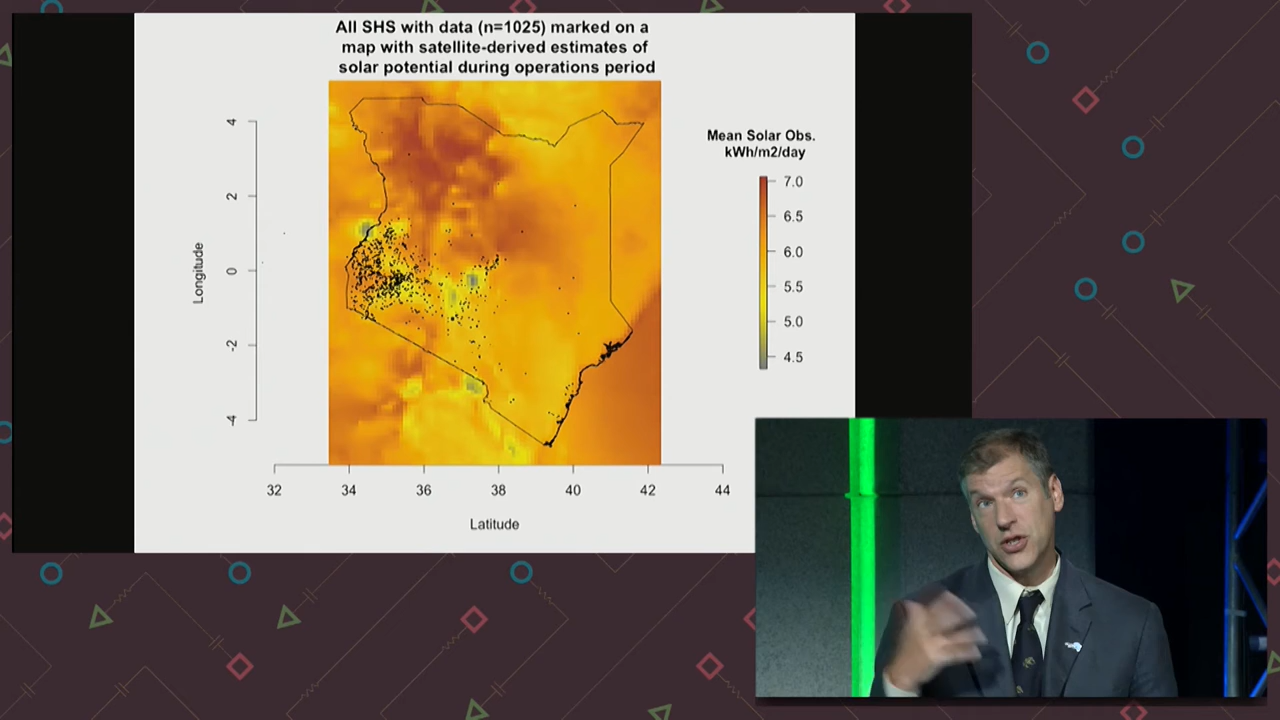 All SHS with data (n=1025) marked on a
map with satellite-derived estimates of
solar potential during operations period
Mean Solar Obs.
kWh/m2/day
7.0
6.5
6.0
5.5
5.0
4.5
Longitude
4
2
0
-2
-4
32
34
36
38
40
42
44
Latitude